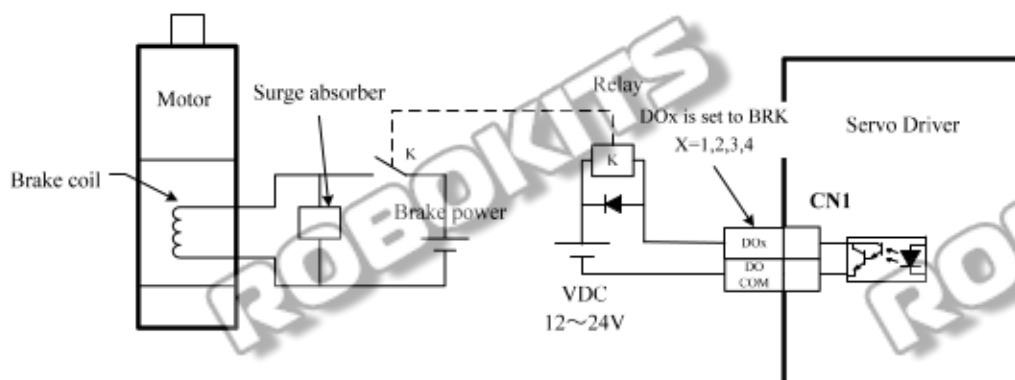 Motor
Surge absorber
Brake coil
K
Brake power
Relay
K
VDC
12～24V
DOx is set to BRK
X=1,2,3,4
Servo Driver
CN1
DOx
DO
COM
ROBOKITS
RO